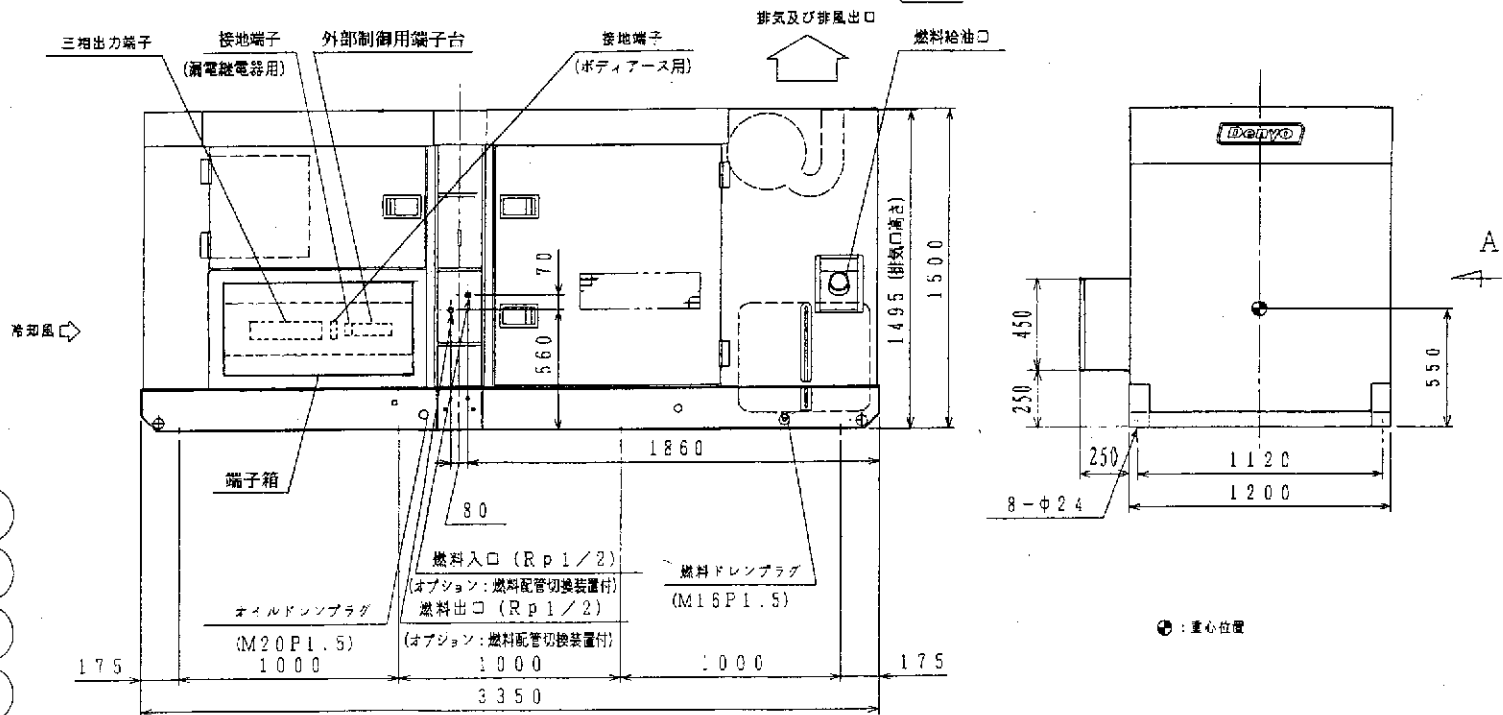 排気及び排風出口
三相出力端子
接地端子
(漏電継電器用)
外部制御用端子台
接地端子
(ボディアース用)
燃料給油口
Denyo
冷却風
70
560
1495 (排気口高さ)
1500
A
450
250
550
1860
端子箱
80
250
1120
1200
8-φ24
燃料入口 (Rp1/2)
(オプション:燃料配管切換装置付)
燃料出口 (Rp1/2)
(オプション:燃料配管切換装置付)
燃料ドレンプラグ
(M16P1.5)
オイルドレンプラグ
(M20P1.5)
:重心位置
175
1000
1000
1000
175
3350